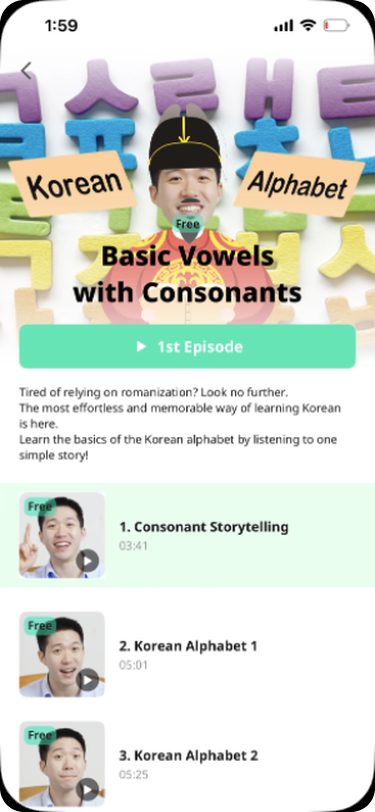 1:59
Korean
Alphabet
Free
Basic Vowels
with Consonants
1st Episode
Tired of relying on romanization? Look no further.
The most effortless and memorable way of learning Korean
is here.
Learn the basics of the Korean alphabet by listening to one
simple story!
Free
1. Consonant Storytelling
03:41
Free
2. Korean Alphabet 1
05:01
Free
3. Korean Alphabet 2
05:25